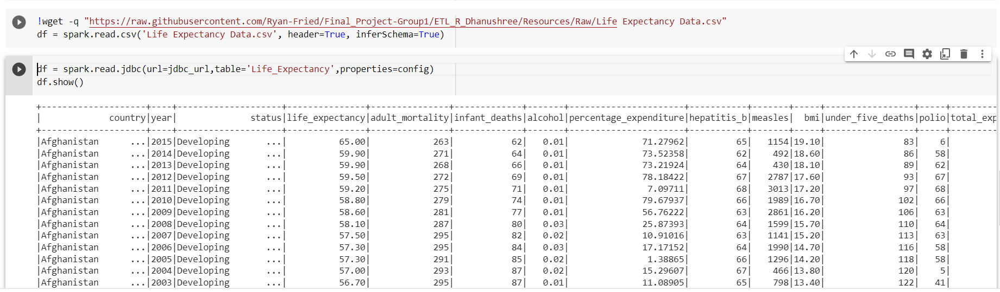 !wget -q "https://raw.githubusercontent.com/Ryan-Fried/Final_Project-Group1/ETL_R_Dhanushree/Resources/Raw/Life Expectancy Data.csv"
df = spark.read.csv('Life Expectancy Data.csv', header=True, inferSchema=True)
df = spark.read.jdbc(url=jdbc_url,table='Life_Expectancy',properties=config)
df.show()
+--------------------+----+--------------------+---------------+---------------+-------------+-------+----------------------+-----------+-------+-----+-----------------+-----+---------
|             country|year|              status|life_expectancy|adult_mortality|infant_deaths|alcohol|percentage_expenditure|hepatitis_b|measles|  bmi|under_five_deaths|polio|total_exp
+--------------------+----+--------------------+---------------+---------------+-------------+-------+----------------------+-----------+-------+-----+-----------------+-----+---------
|Afghanistan      ...|2015|Developing       ...|          65.00|            263|           62|   0.01|              71.27962|         65|   1154|19.10|               83|    6|
|Afghanistan      ...|2014|Developing       ...|          59.90|            271|           64|   0.01|              73.52358|         62|    492|18.60|               86|   58|
|Afghanistan      ...|2013|Developing       ...|          59.90|            268|           66|   0.01|              73.21924|         64|    430|18.10|               89|   62|
|Afghanistan      ...|2012|Developing       ...|          59.50|            272|           69|   0.01|              78.18422|         67|   2787|17.60|               93|   67|
|Afghanistan      ...|2011|Developing       ...|          59.20|            275|           71|   0.01|               7.09711|         68|   3013|17.20|               97|   68|
|Afghanistan      ...|2010|Developing       ...|          58.80|            279|           74|   0.01|              79.67937|         66|   1989|16.70|              102|   66|
|Afghanistan      ...|2009|Developing       ...|          58.60|            281|           77|   0.01|              56.76222|         63|   2861|16.20|              106|   63|
|Afghanistan      ...|2008|Developing       ...|          58.10|            287|           80|   0.03|              25.87393|         64|   1599|15.70|              110|   64|
|Afghanistan      ...|2007|Developing       ...|          57.50|            295|           82|   0.02|              10.91016|         63|   1141|15.20|              113|   63|
|Afghanistan      ...|2006|Developing       ...|          57.30|            295|           84|   0.03|              17.17152|         64|   1990|14.70|              116|   58|
|Afghanistan      ...|2005|Developing       ...|          57.30|            291|           85|   0.02|               1.38865|         66|   1296|14.20|              118|   58|
|Afghanistan      ...|2004|Developing       ...|          57.00|            293|           87|   0.02|              15.29607|         67|    466|13.80|              120|    5|
|Afghanistan      ...|2003|Developing       ...|          56.70|            295|           87|   0.01|              11.08905|         65|    798|13.40|              122|   41|